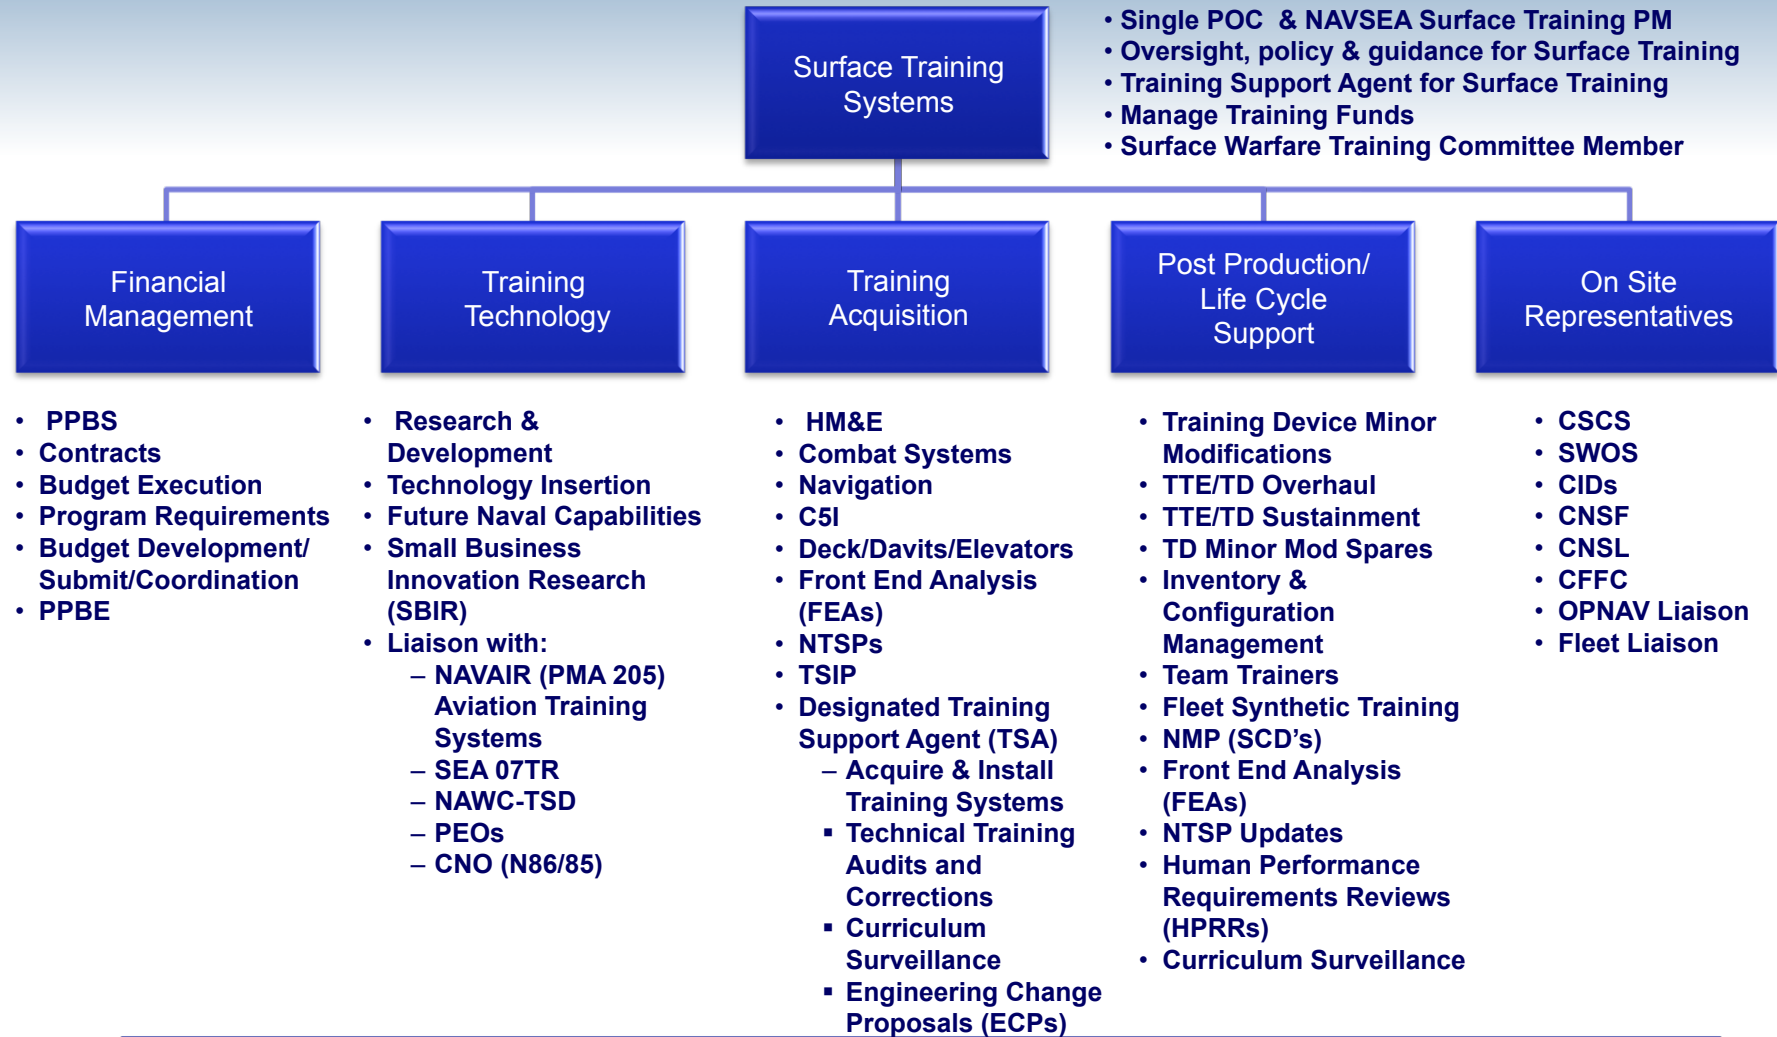 Surface Training
Systems
• Single POC & NAVSEA Surface Training PM
• Oversight, policy & guidance for Surface Training
• Training Support Agent for Surface Training
• Manage Training Funds
• Surface Warfare Training Committee Member
Financial
Management
• PPBS
• Contracts
• Budget Execution
• Program Requirements
• Budget Development/
Submit/Coordination
• PPBE
Training
Technology
• Research &
Development
• Technology Insertion
• Future Naval Capabilities
• Small Business
Innovation Research
(SBIR)
• Liaison with:
– NAVAIR (PMA 205)
Aviation Training
Systems
– SEA 07TR
– NAWC-TSD
– PEOs
– CNO (N86/85)
Training
Acquisition
• HM&E
• Combat Systems
• Navigation
• C5I
• Deck/Davits/Elevators
• Front End Analysis
(FEAs)
• NTSPs
• TSIP
• Designated Training
Support Agent (TSA)
– Acquire & Install
Training Systems
▪ Technical Training
Audits and
Corrections
▪ Curriculum
Surveillance
▪ Engineering Change
Proposals (ECPs)
Post Production/
Life Cycle
Support
• Training Device Minor
Modifications
• TTE/TD Overhaul
• TTE/TD Sustainment
• TD Minor Mod Spares
• Inventory &
Configuration
Management
• Team Trainers
• Fleet Synthetic Training
• NMP (SCD’s)
• Front End Analysis
(FEAs)
• NTSP Updates
• Human Performance
Requirements Reviews
(HPRRs)
• Curriculum Surveillance
On Site
Representatives
• CSCS
• SWOS
• CIDs
• CNSF
• CNSL
• CFFC
• OPNAV Liaison
• Fleet Liaison